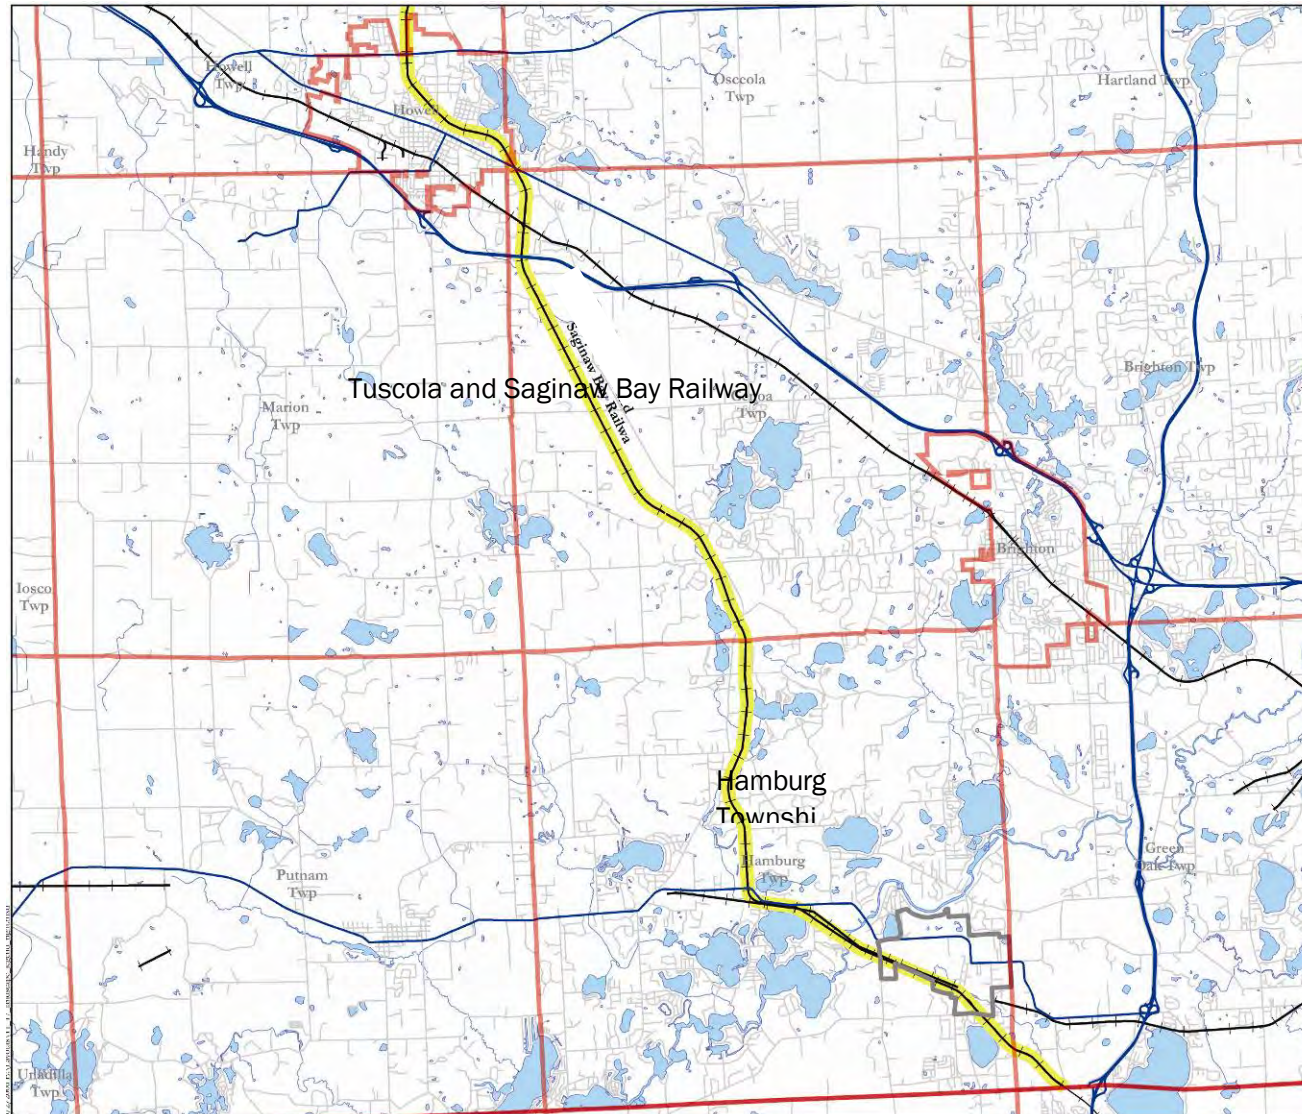 Howell
Twp
Osceola
Twp
Hartland Twp
Howell
Handy
Twp
Saginaw Bay
Railwa
Tuscola and Saginaw Bay Railway
Twp
Brighton Twp
Marion
Twp
Brighton
Iosco
Twp
Hamburg
Townshi
Hamburg
Twp
Green
Oak Twp
Putnam
Twp
Unadilla
Twp